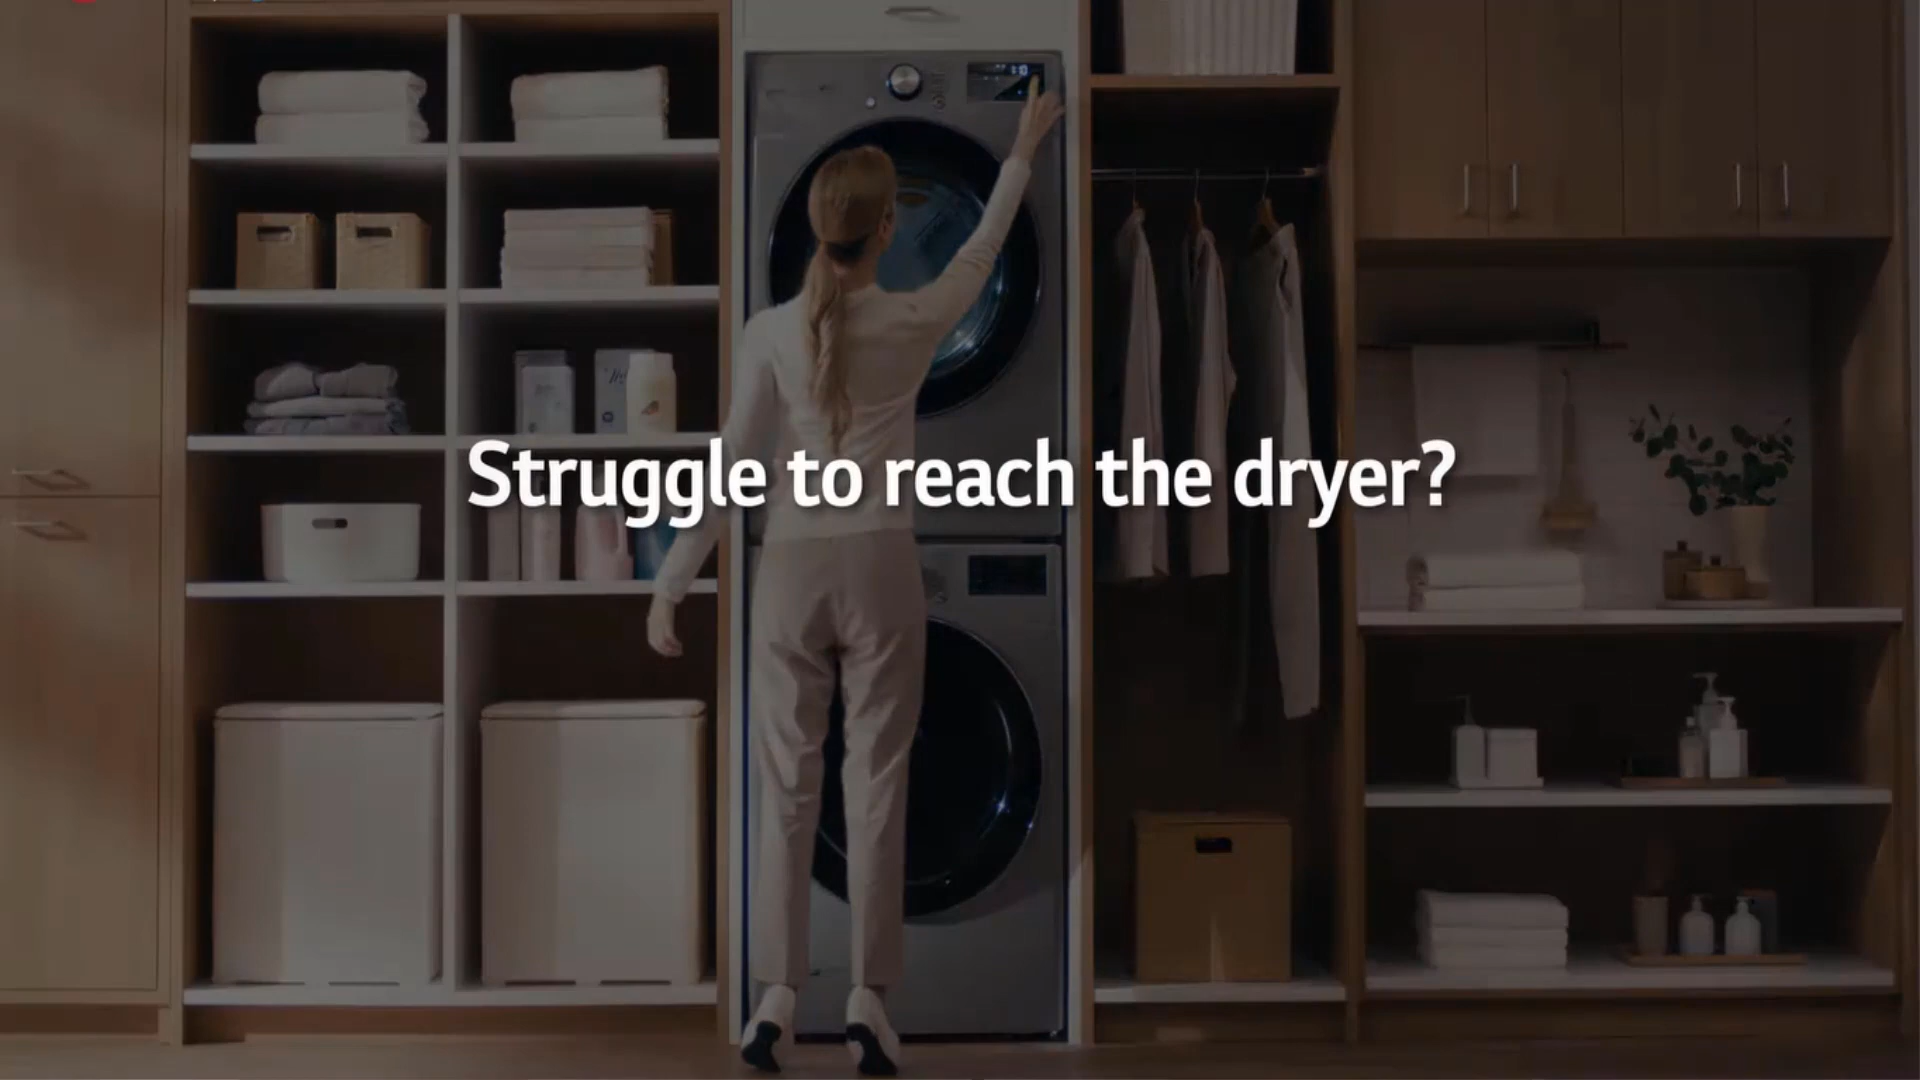 Struggle to reach the dryer?